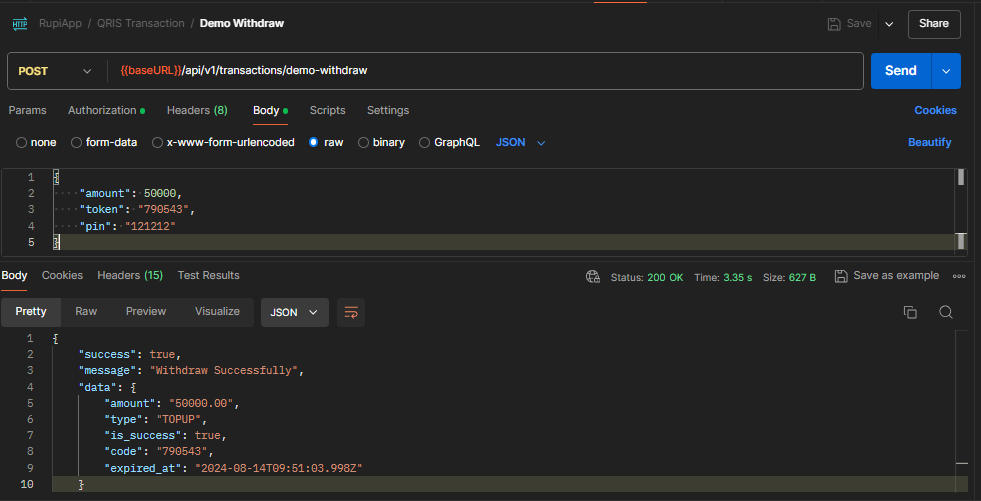 HTTP RupiApp / QRIS Transaction / Demo Withdraw Save Share
POST {{baseURL}}/api/v1/transactions/demo-withdraw Send
Params Authorization Headers (8) Body Scripts Settings Cookies
none form-data x-www-form-urlencoded raw binary GraphQL JSON Beautify
1 {
2 "amount": 50000,
3 "token": "790543",
4 "pin": "121212"
5 }
Body Cookies Headers (15) Test Results Status: 200 OK Time: 3.35 s Size: 627 B Save as example
Pretty Raw Preview Visualize JSON
1 {
2 "success": true,
3 "message": "Withdraw Successfully",
4 "data": {
5 "amount": "50000.00",
6 "type": "TOPUP",
7 "is_success": true,
8 "code": "790543",
9 "expired_at": "2024-08-14T09:51:03.998Z"
10 }